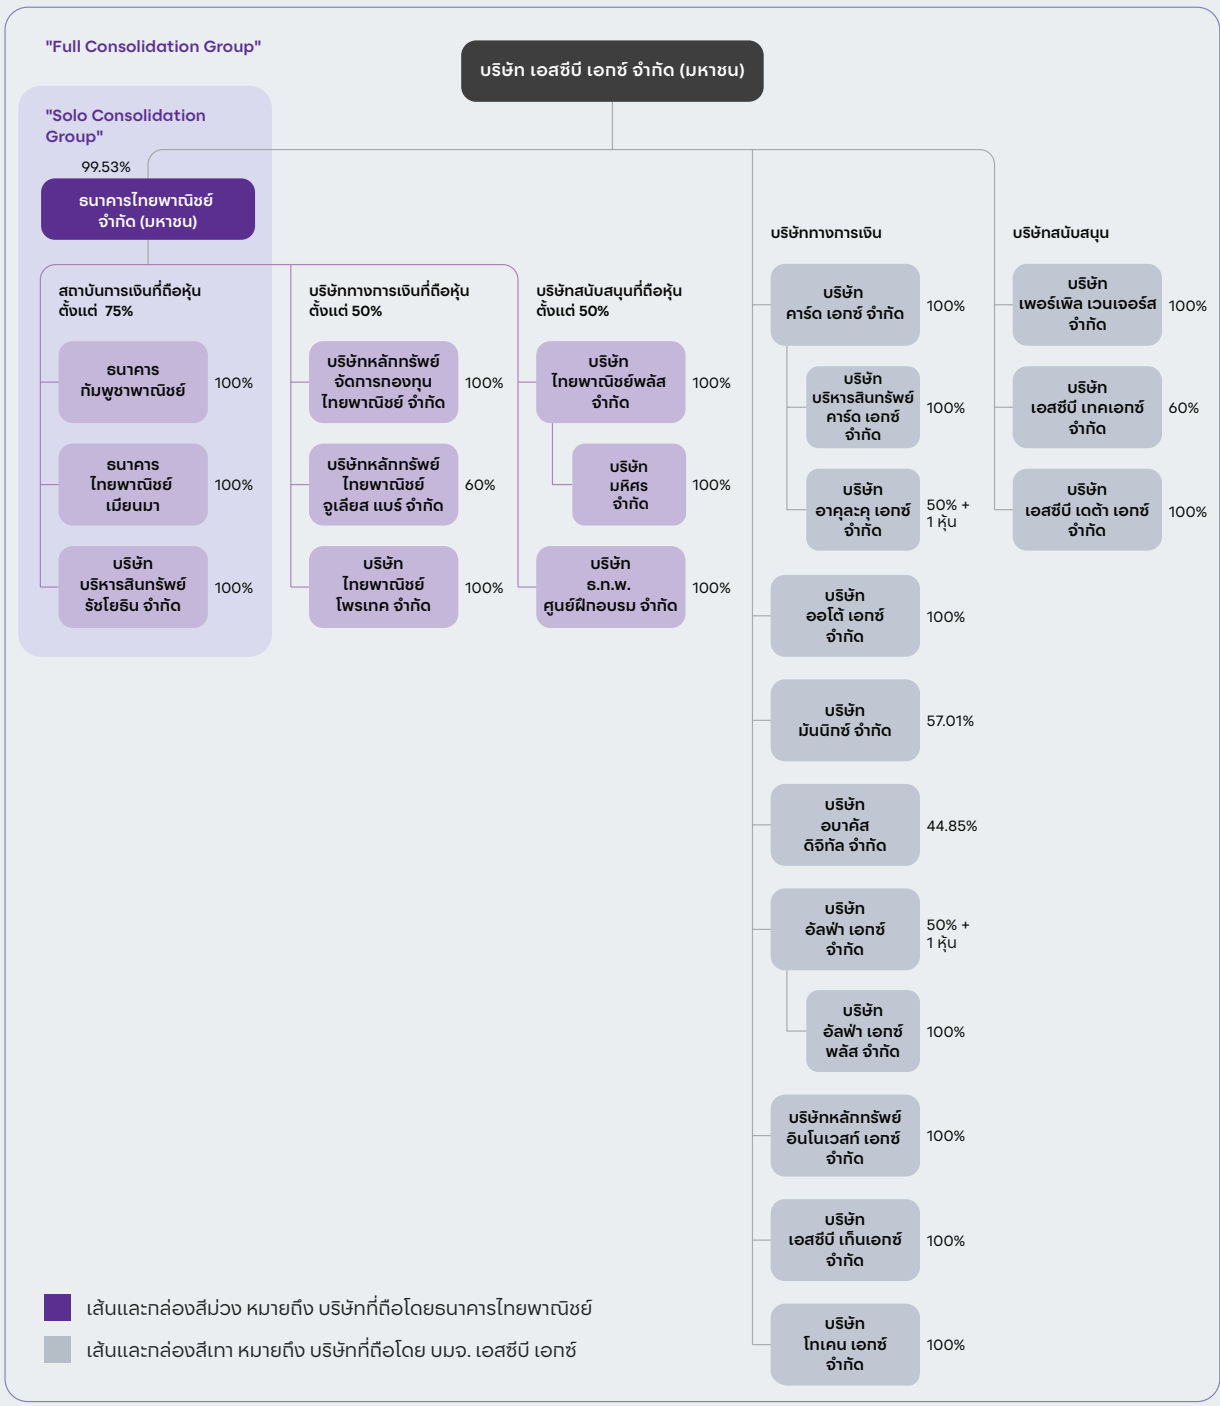 "Full Consolidation Group"
บริษัท เอสซีบี เอกซ์ จำกัด (มหาชน)
"Solo Consolidation
Group"
99.53%
ธนาคารไทยพาณิชย์
จำกัด (มหาชน)
สถาบันการเงินที่ถือหุ้น
ตั้งแต่ 75%
ธนาคาร
กัมพูชาพาณิชย์
100%
ธนาคาร
ไทยพาณิชย์
เมียนมา
100%
บริษัท
บริหารสินทรัพย์
รัชโยธิน จำกัด
100%
บริษัททางการเงินที่ถือหุ้น
ตั้งแต่ 50%
บริษัทหลักทรัพย์
จัดการกองทุน
ไทยพาณิชย์ จำกัด
100%
บริษัทหลักทรัพย์
ไทยพาณิชย์
จูเลียส แบร์ จำกัด
60%
บริษัท
ไทยพาณิชย์
โพรเทค จำกัด
100%
บริษัทสนับสนุนที่ถือหุ้น
ตั้งแต่ 50%
บริษัท
ไทยพาณิชย์พลัส
จำกัด
100%
บริษัท
มหิศร
จำกัด
100%
บริษัท
ธ.ท.พ.
ศูนย์ฝึกอบรม จำกัด
100%
บริษัททางการเงิน
บริษัท
คาร์ด เอกซ์ จำกัด
100%
บริษัท
บริหารสินทรัพย์
คาร์ด เอกซ์
จำกัด
100%
บริษัท
อาคุละคุ เอกซ์
จำกัด
50% +
1 หุ้น
บริษัท
ออโต้ เอกซ์
จำกัด
100%
บริษัท
มันนิกซ์ จำกัด
57.01%
บริษัท
อบาคัส
ดิจิทัล จำกัด
44.85%
บริษัท
อัลฟ่า เอกซ์
จำกัด
50% +
1 หุ้น
บริษัท
อัลฟ่า เอกซ์
พลัส จำกัด
100%
บริษัทหลักทรัพย์
อินโนเวสท์ เอกซ์
จำกัด
100%
บริษัท
เอสซีบี เท็นเอกซ์
จำกัด
100%
บริษัท
โทเคน เอกซ์
จำกัด
100%
บริษัทสนับสนุน
บริษัท
เพอร์เพิล เวนเจอร์ส
จำกัด
100%
บริษัท
เอสซีบี เทคเอกซ์
จำกัด
60%
บริษัท
เอสซีบี เดต้า เอกซ์
จำกัด
100%
เส้นและกล่องสีม่วง หมายถึง บริษัทที่ถือโดยธนาคารไทยพาณิชย์
เส้นและกล่องสีเทา หมายถึง บริษัทที่ถือโดย บมจ. เอสซีบี เอกซ์